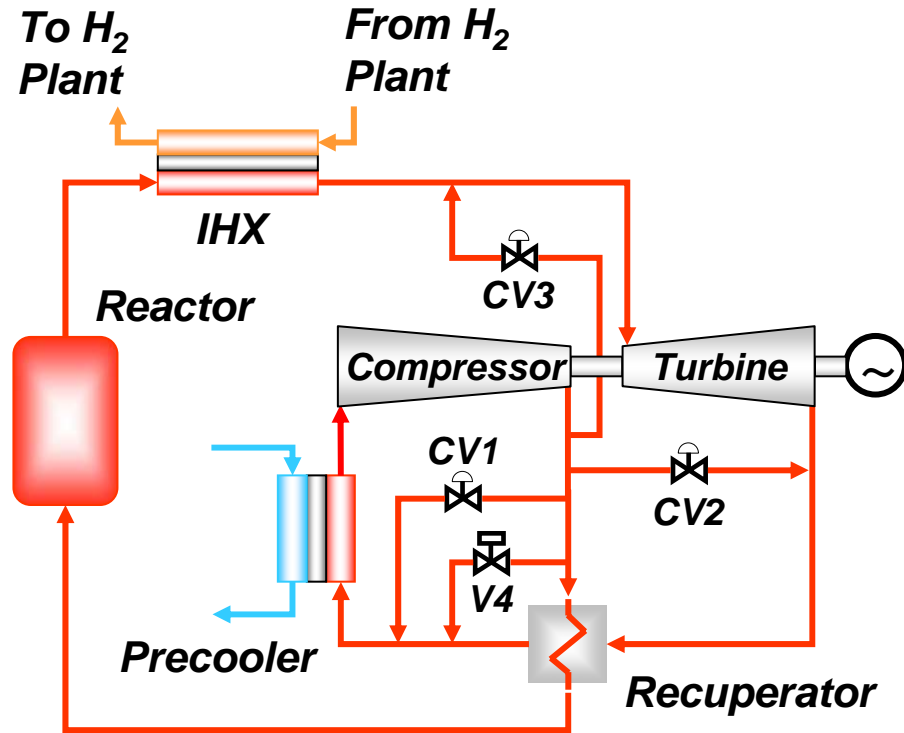 To H2
Plant
From H2
Plant
IHX
CV3
Reactor
Compressor
Turbine
~
CV1
CV2
V4
Precooler
Recuperator